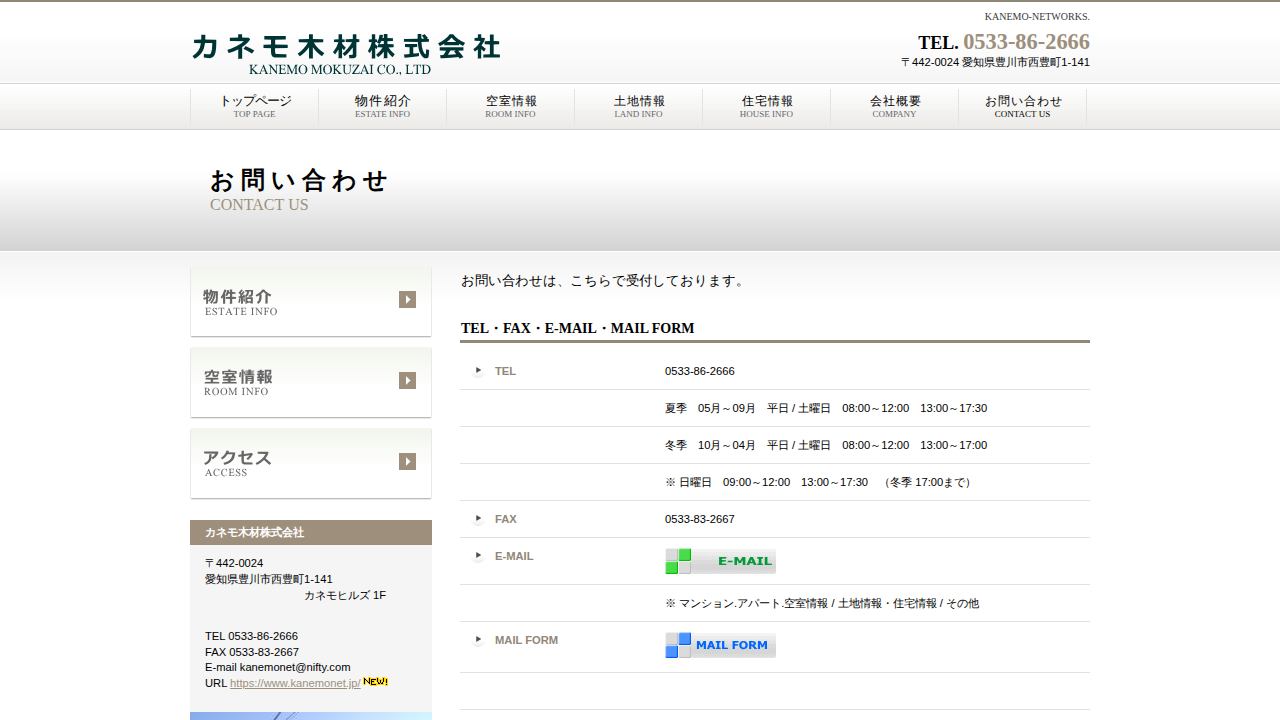 カネモ木材株式会社
KANEMO MOKUZAI CO., LTD
KANEMO-NETWORKS.
TEL. 0533-86-2666
〒442-0024 愛知県豊川市西豊町1-141
トップページ
TOP PAGE
物件紹介
ESTATE INFO
空室情報
ROOM INFO
土地情報
LAND INFO
住宅情報
HOUSE INFO
会社概要
COMPANY
お問い合わせ
CONTACT US
お問い合わせ
CONTACT US
物件紹介
ESTATE INFO
空室情報
ROOM INFO
アクセス
ACCESS
カネモ木材株式会社
〒442-0024
愛知県豊川市西豊町1-141
カネモヒルズ 1F
TEL 0533-86-2666
FAX 0533-83-2667
E-mail kanemonet@nifty.com
URL https://www.kanemonet.jp/ NEW!
お問い合わせは、こちらで受付しております。
TEL・FAX・E-MAIL・MAIL FORM
TEL 0533-86-2666
夏季　05月～09月　平日 / 土曜日　08:00～12:00　13:00～17:30
冬季　10月～04月　平日 / 土曜日　08:00～12:00　13:00～17:00
※ 日曜日　09:00～12:00　13:00～17:30　（冬季 17:00まで）
FAX 0533-83-2667
E-MAIL E-MAIL
※ マンション.アパート.空室情報 / 土地情報・住宅情報 / その他
MAIL FORM MAIL FORM